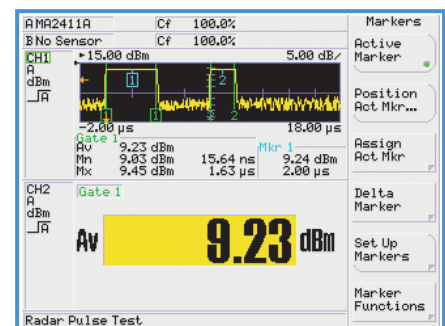 A MA2411A Cf 100.0%
B No Sensor Cf 100.0%
CH1
A
dBm
A
15.00 dBm 5.00 dB/
1 2
1 2 2
-2.00 µs 18.00 µs
Gate 1
Av 9.23 dBm
Mn 9.03 dBm 15.64 ns
Mx 9.45 dBm 1.63 µs
Mkr 1
9.24 dBm
2.00 µs
CH2
A
dBm
A
Gate 1
Av 9.23 dBm
Radar Pulse Test
Markers
Active
Marker
Position
Act Mkr...
Assign
Act Mkr
Delta
Marker
Set Up
Markers
Marker
Functions